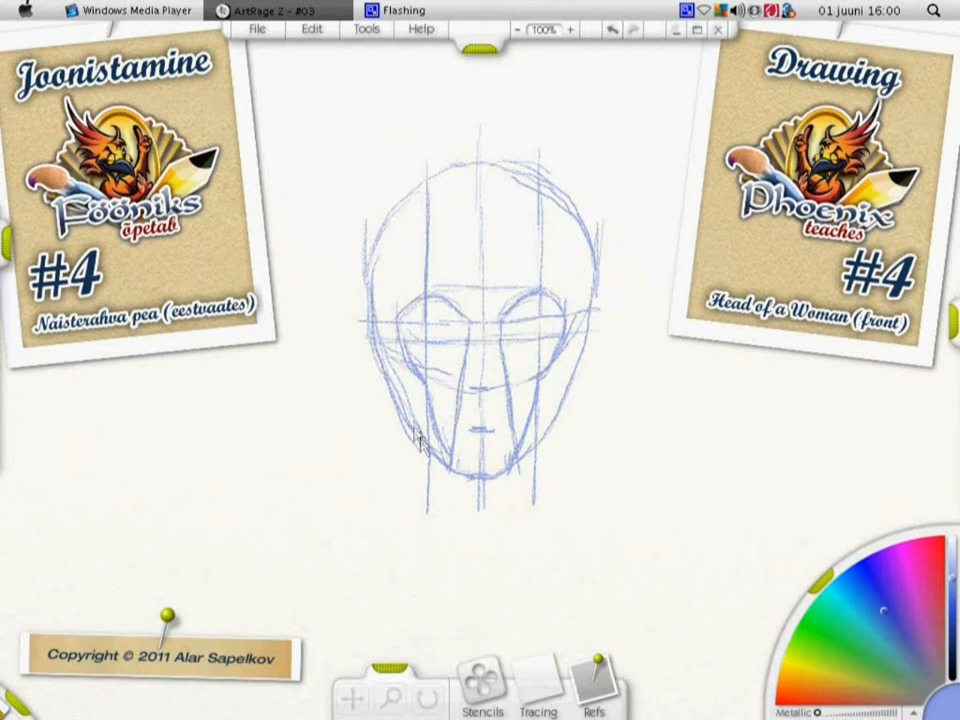 Windows Media Player
ArtRage 2 - #03
Flashing
01 juuni 16:00
File
Edit
Tools
Help
100%
Joonistamine
Fööniks
õpetab
#4
Naisterahva pea (eestvaates)
Drawing
Phoenix
teaches
#4
Head of a Woman (front)
Copyright © 2011 Alar Sapelkov
Stencils
Tracing
Refs
Metallic